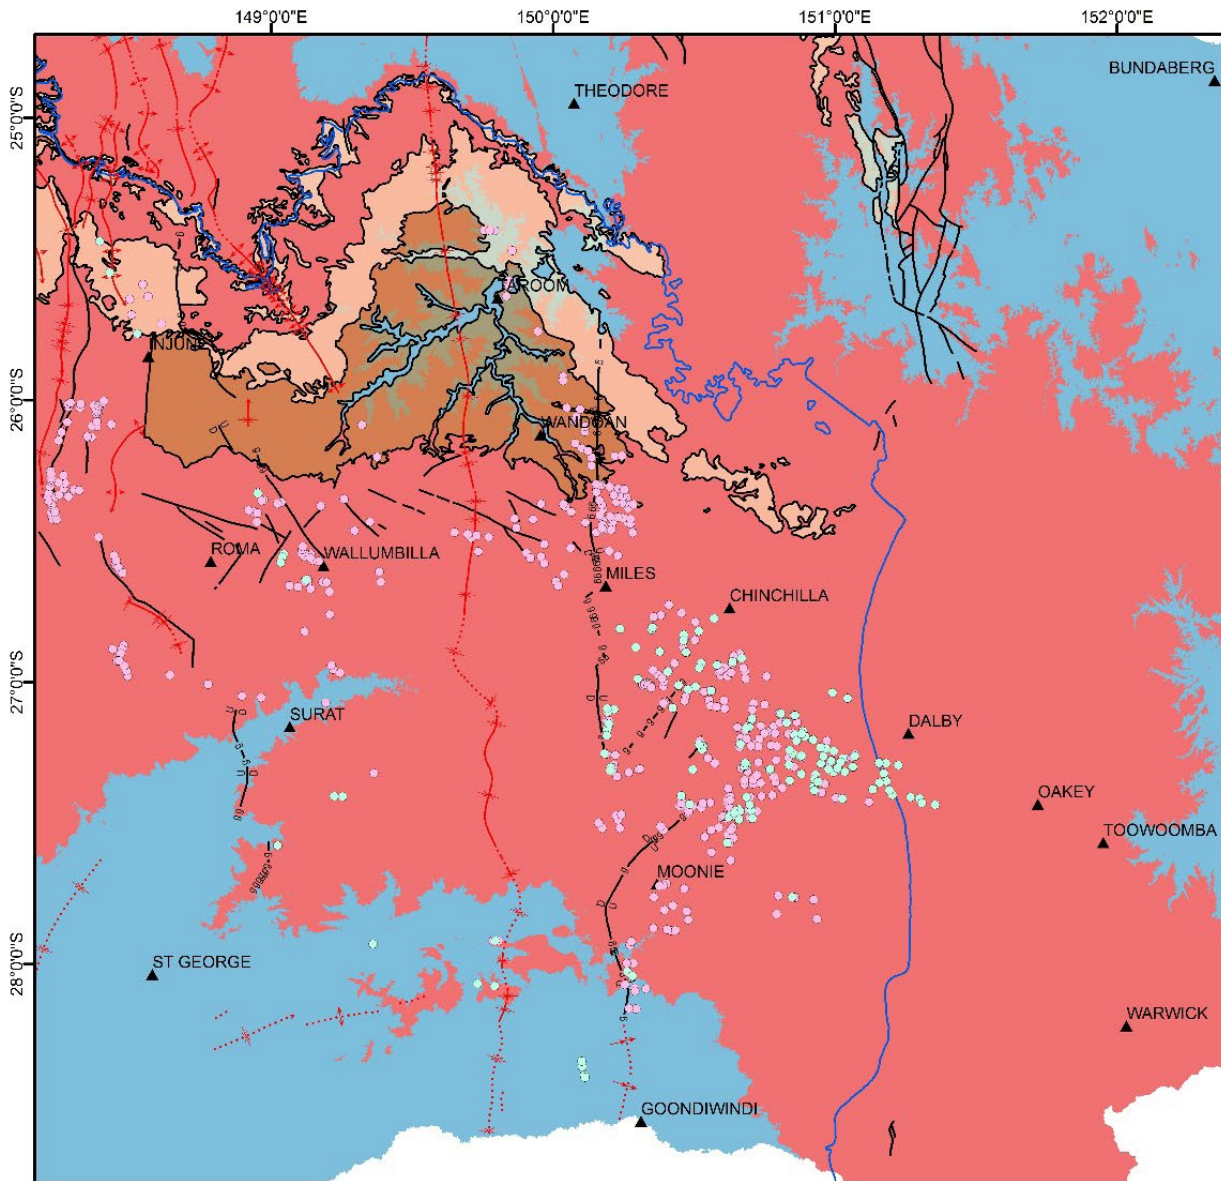 149°0'0"E
150°0'0"E
151°0'0"E
152°0'0"E
BUNDABERG
THEODORE
25°0'0"S
TAROOM
INJUNE
26°0'0"S
WANDOAN
ROMA
WALLUMBILLA
MILES
CHINCHILLA
27°0'0"S
SURAT
DALBY
OAKEY
TOOWOOMBA
MOONIE
28°0'0"S
ST GEORGE
WARWICK
GOONDIWINDI